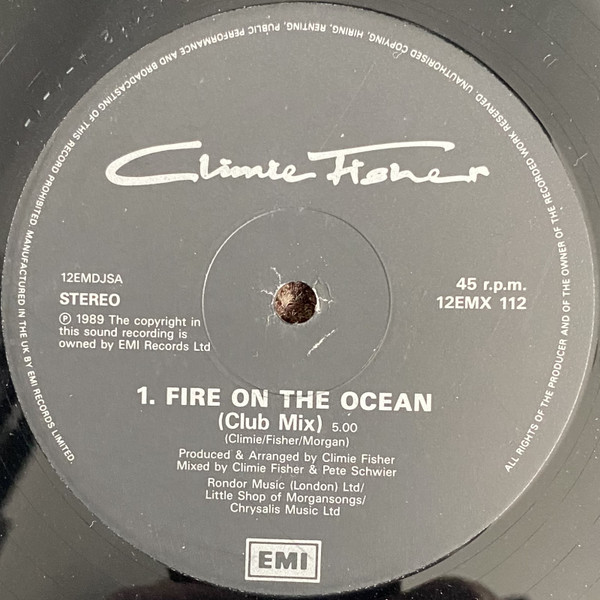 ALL RIGHTS OF THE PRODUCER AND OF THE OWNER OF THE RECORDED WORK RESERVED. UNAUTHORISED COPYING, HIRING, RENTING, PUBLIC PERFORMANCE AND BROADCASTING OF THIS RECORD PROHIBITED. MANUFACTURED IN THE UK BY EMI RECORDS LIMITED.
Climie Fisher
12EMDJSA
STEREO
℗ 1989 The copyright in
this sound recording is
owned by EMI Records Ltd
45 r.p.m.
12EMX 112
1. FIRE ON THE OCEAN
(Club Mix) 5.00
(Climie/Fisher/Morgan)
Produced & Arranged by Climie Fisher
Mixed by Climie Fisher & Pete Schwier
Rondor Music (London) Ltd/
Little Shop of Morgansongs/
Chrysalis Music Ltd
EMI